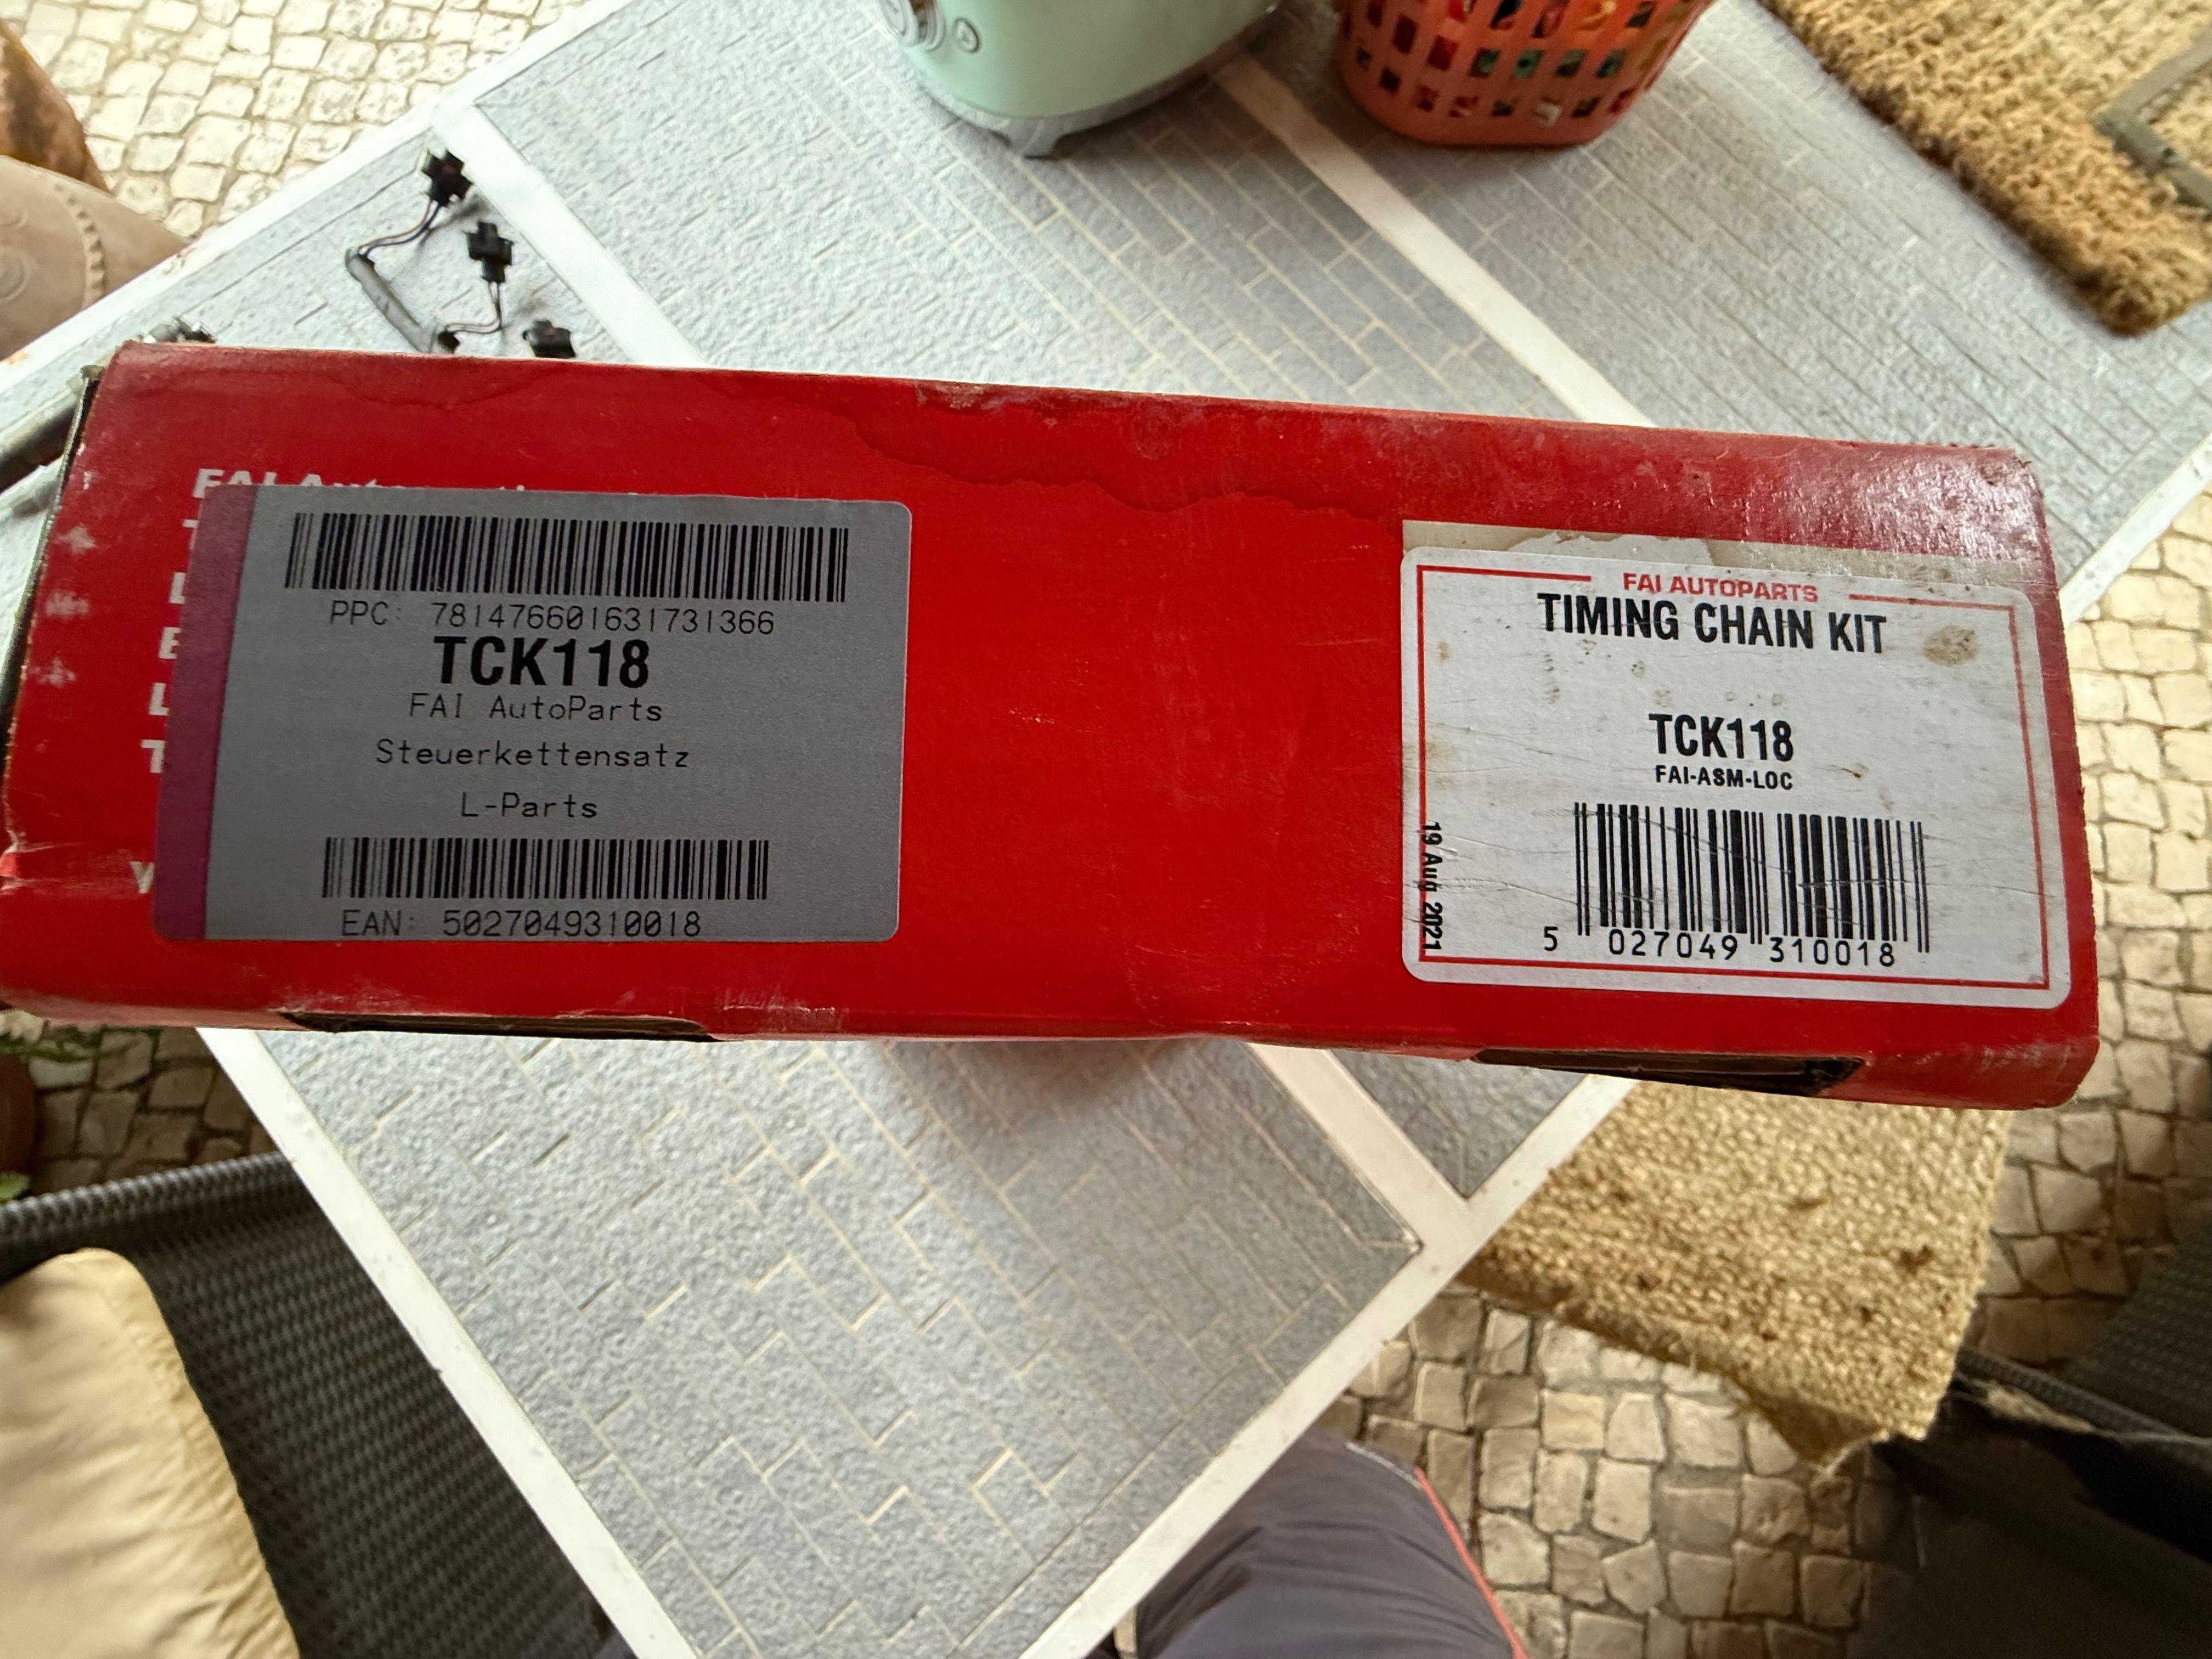 FAI
PPC: 781476601631731366
TCK118
FAI AutoParts
Steuerkettensatz
L-Parts
EAN: 5027049310018
FAI AUTOPARTS
TIMING CHAIN KIT
TCK118
FAI-ASM-LOC
19 Aug 2021
5 027049 310018